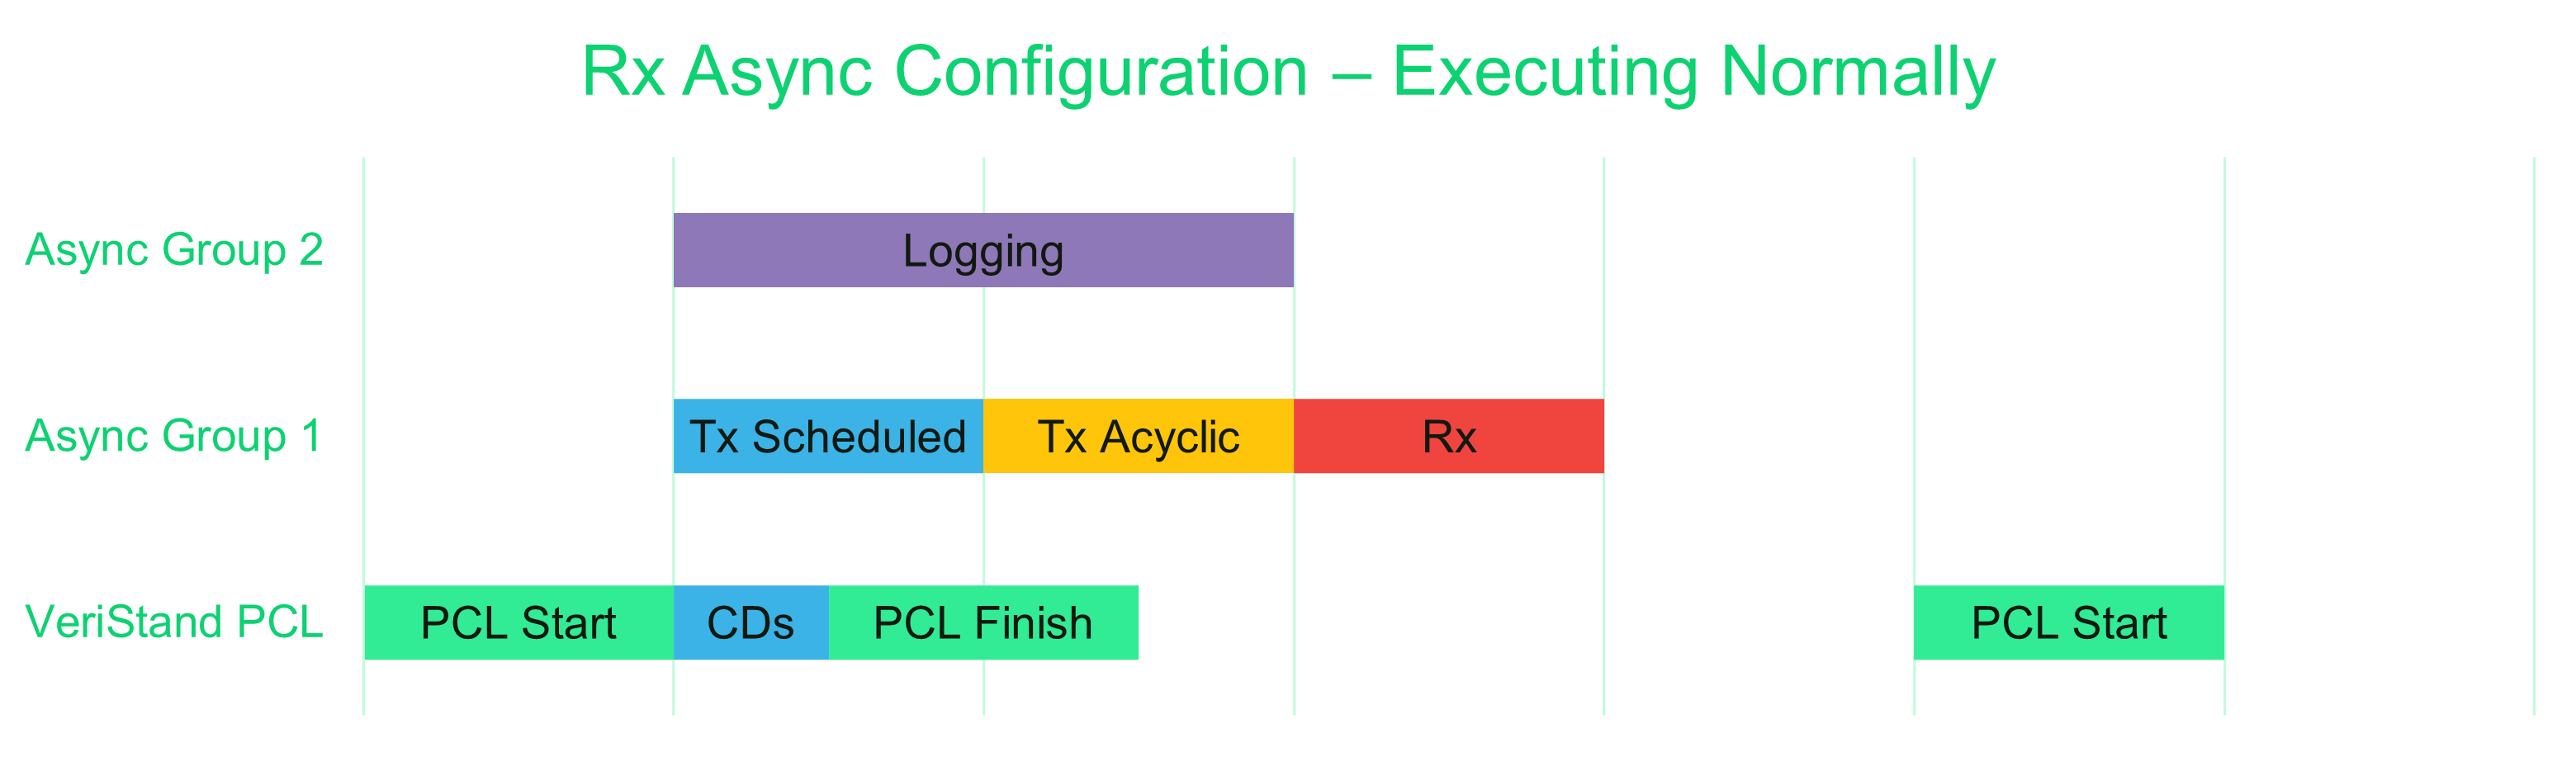 Rx Async Configuration – Executing Normally
Async Group 2
Logging
Async Group 1
Tx Scheduled
Tx Acyclic
Rx
VeriStand PCL
PCL Start
CDs
PCL Finish
PCL Start